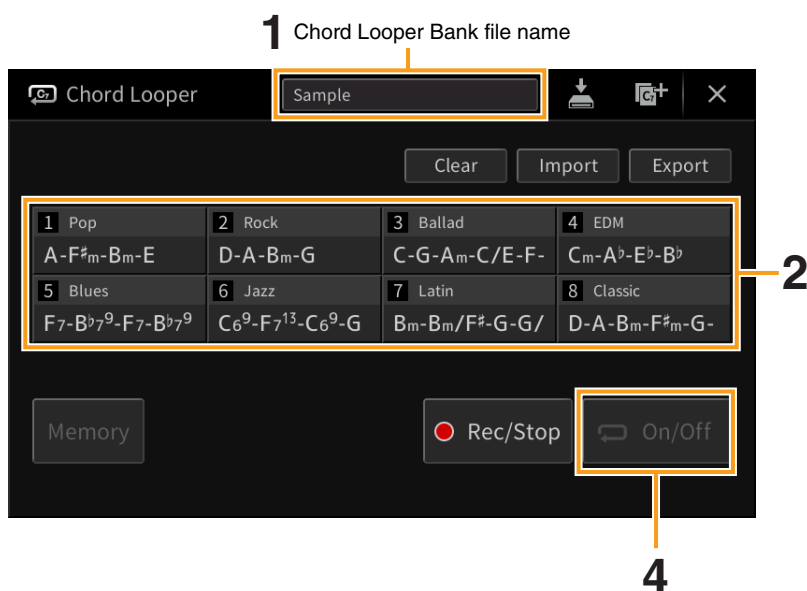 1 Chord Looper Bank file name
C7 Chord Looper Sample C7
Clear Import Export
1 Pop 2 Rock 3 Ballad 4 EDM
A-F♯m-Bm-E D-A-Bm-G C-G-Am-C/E-F- Cm-A♭-E♭-B♭
2
5 Blues 6 Jazz 7 Latin 8 Classic
F7-B♭7⁹-F7-B♭7⁹ C6⁹-F7¹³-C6⁹-G Bm-Bm/F♯-G-G/ D-A-Bm-F♯m-G-
Memory Rec/Stop On/Off
4